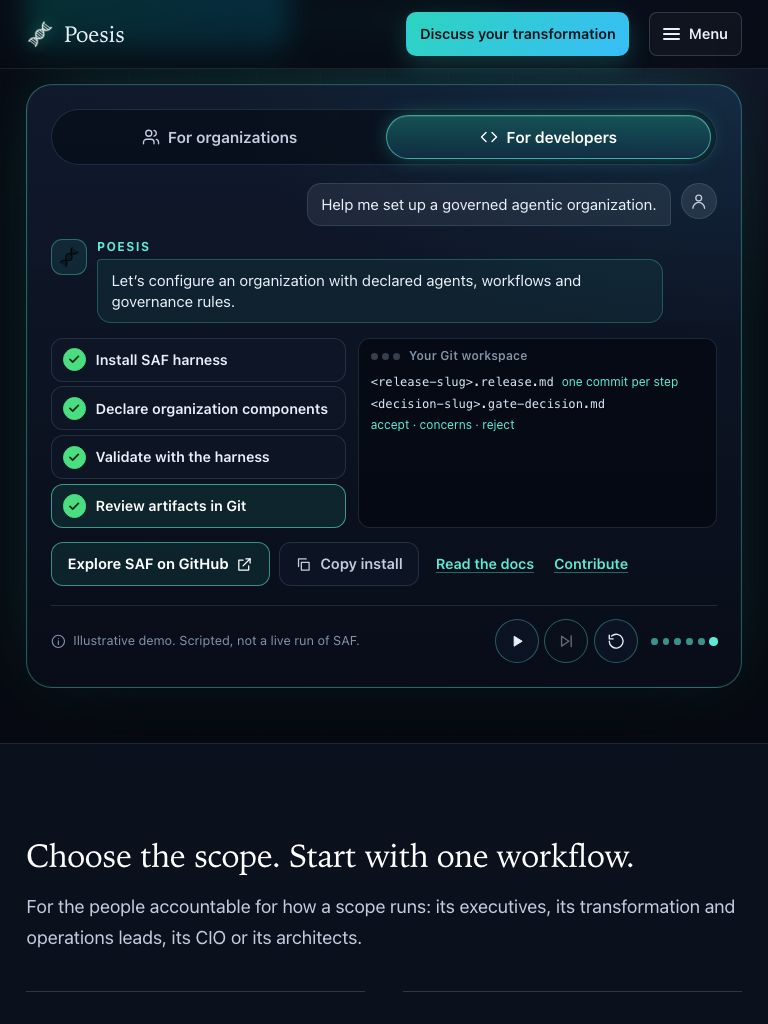 Poesis
Discuss your transformation
Menu
For organizations
For developers
Help me set up a governed agentic organization.
POESIS
Let's configure an organization with declared agents, workflows and
governance rules.
Install SAF harness
Declare organization components
Validate with the harness
Review artifacts in Git
Your Git workspace
<release-slug>.release.md one commit per step
<decision-slug>.gate-decision.md
accept · concerns · reject
Explore SAF on GitHub
Copy install
Read the docs
Contribute
Illustrative demo. Scripted, not a live run of SAF.
Choose the scope. Start with one workflow.
For the people accountable for how a scope runs: its executives, its transformation and
operations leads, its CIO or its architects.